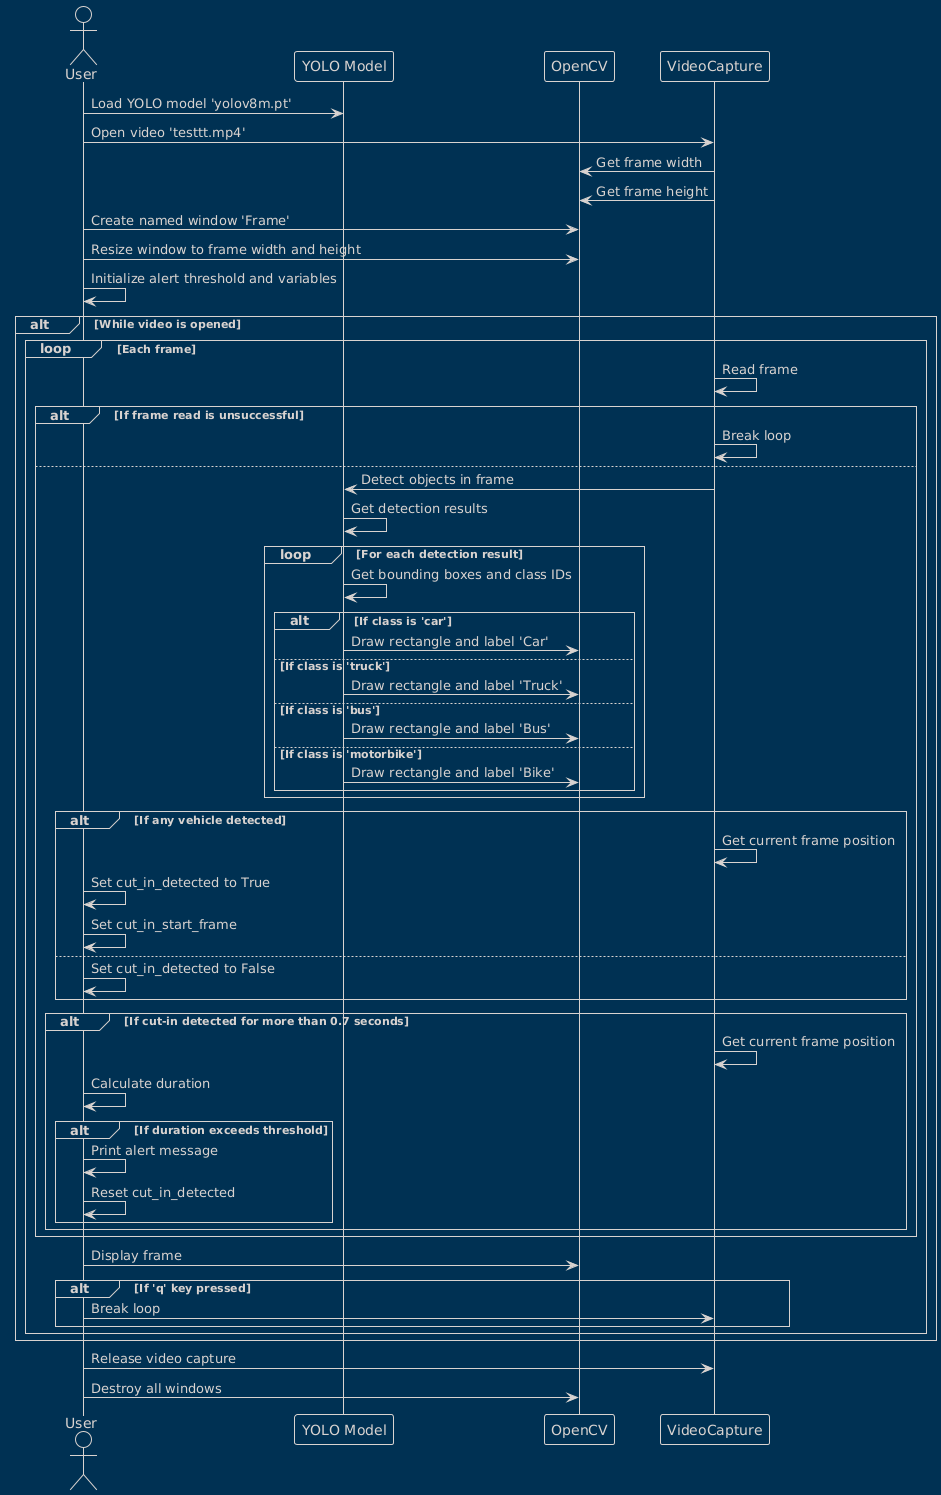 User
YOLO Model
OpenCV
VideoCapture
Load YOLO model 'yolov8m.pt'
Open video 'testtt.mp4'
Get frame width
Get frame height
Create named window 'Frame'
Resize window to frame width and height
Initialize alert threshold and variables
alt [While video is opened]
loop [Each frame]
Read frame
alt [If frame read is unsuccessful]
Break loop
Detect objects in frame
Get detection results
loop [For each detection result]
Get bounding boxes and class IDs
alt [If class is 'car']
Draw rectangle and label 'Car'
[If class is 'truck']
Draw rectangle and label 'Truck'
[If class is 'bus']
Draw rectangle and label 'Bus'
[If class is 'motorbike']
Draw rectangle and label 'Bike'
alt [If any vehicle detected]
Get current frame position
Set cut_in_detected to True
Set cut_in_start_frame
Set cut_in_detected to False
alt [If cut-in detected for more than 0.7 seconds]
Get current frame position
Calculate duration
alt [If duration exceeds threshold]
Print alert message
Reset cut_in_detected
Display frame
alt [If 'q' key pressed]
Break loop
Release video capture
Destroy all windows
User
YOLO Model
OpenCV
VideoCapture